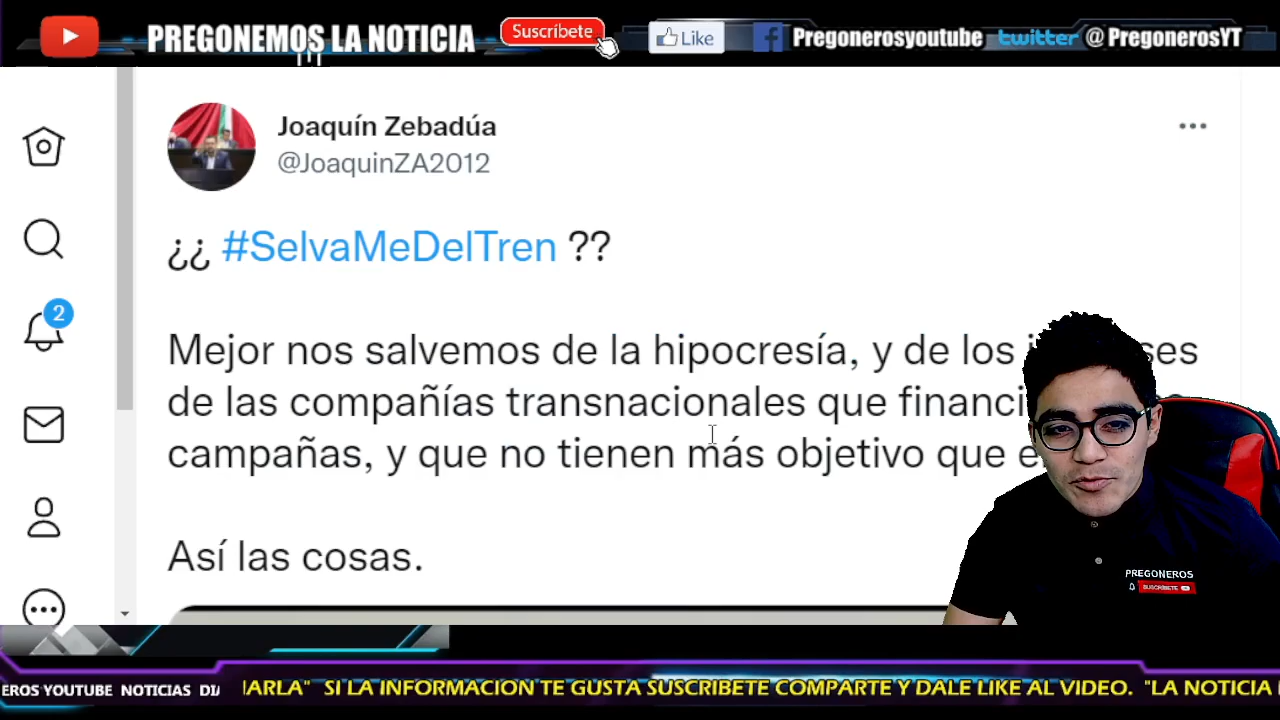 PREGONEMOS LA NOTICIA Suscríbete Like Pregonerosyoutube twitter @PregonerosYT
Joaquín Zebadúa
@JoaquinZA2012
2
¿¿ #SelvaMeDelTren ??
Mejor nos salvemos de la hipocresía, y de los
de las compañías transnacionales que
campañas, y que no tienen más objetivo que
Así las cosas.
PREGONEROS
SUSCRIBETE
EROS YOUTUBE NOTICIAS IARLA" SI LA INFORMACION TE GUSTA SUSCRIBETE COMPARTE Y DALE LIKE AL VIDEO. "LA NOTICIA